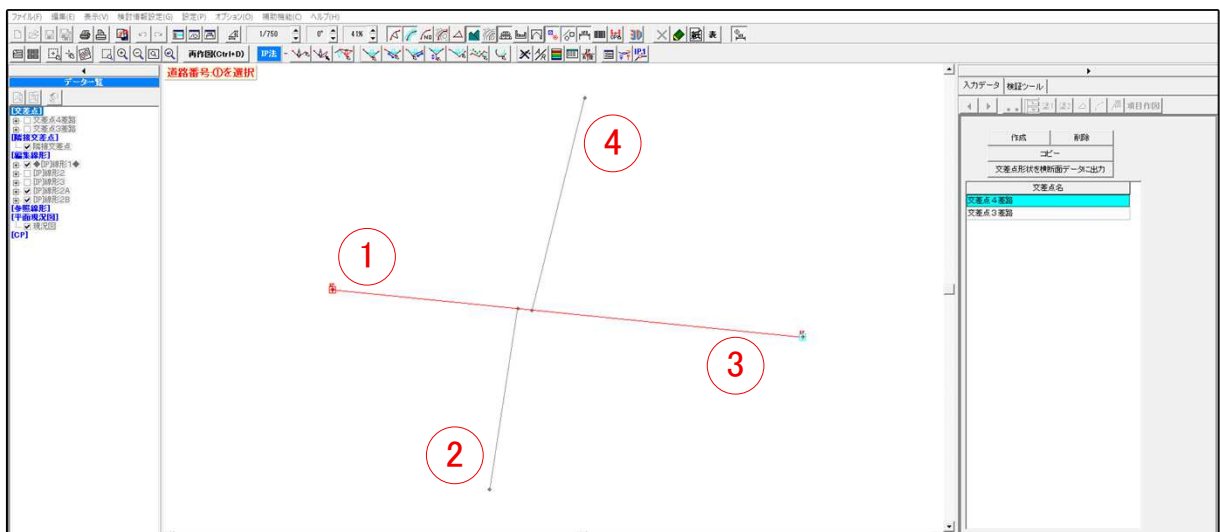 ファイル(F) 編集(E) 表示(V) 検討情報設定(G) 設定(P) オプション(O) 補助機能(C) ヘルプ(H)
1/750 0° 41% 3D 紙 表
再作図(Ctrl+D) IP法 IP.1
データ一覧
道路番号:①を選択
[交差点]
交差点4差路
交差点3差路
[隣接交差点]
隣接交差点
[編集線形]
◆[IP]線形1◆
[IP]線形2
[IP]線形3
[IP]線形2A
[IP]線形2B
[参照線形]
[平面現況図]
現況図
[CP]
④
①
③
②
入力データ 検証ツール
項目作図
作成 削除
コピー
交差点形状を横断面データに出力
交差点名
交差点4差路
交差点3差路